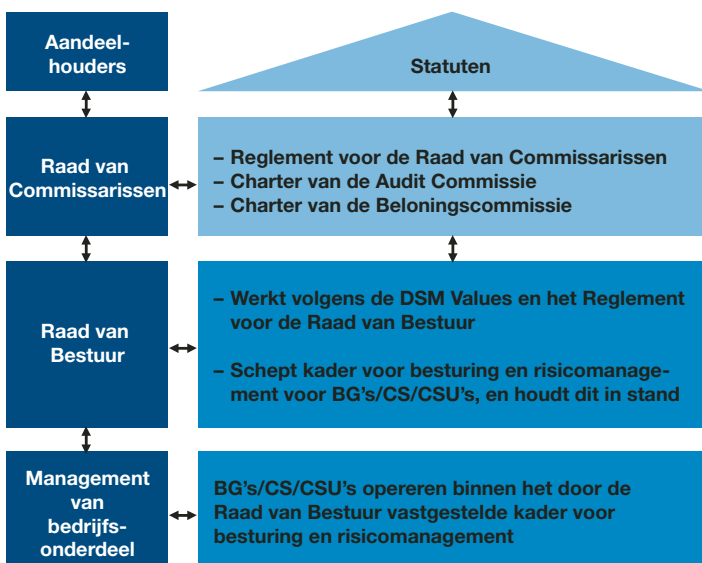 Aandeel-
houders
Statuten
Raad van
Commissarissen
– Reglement voor de Raad van Commissarissen
– Charter van de Audit Commissie
– Charter van de Beloningscommissie
Raad van
Bestuur
– Werkt volgens de DSM Values en het Reglement
voor de Raad van Bestuur
– Schept kader voor besturing en risicomanage-
ment voor BG's/CS/CSU's, en houdt dit in stand
Management
van
bedrijfs-
onderdeel
BG's/CS/CSU's opereren binnen het door de
Raad van Bestuur vastgestelde kader voor
besturing en risicomanagement